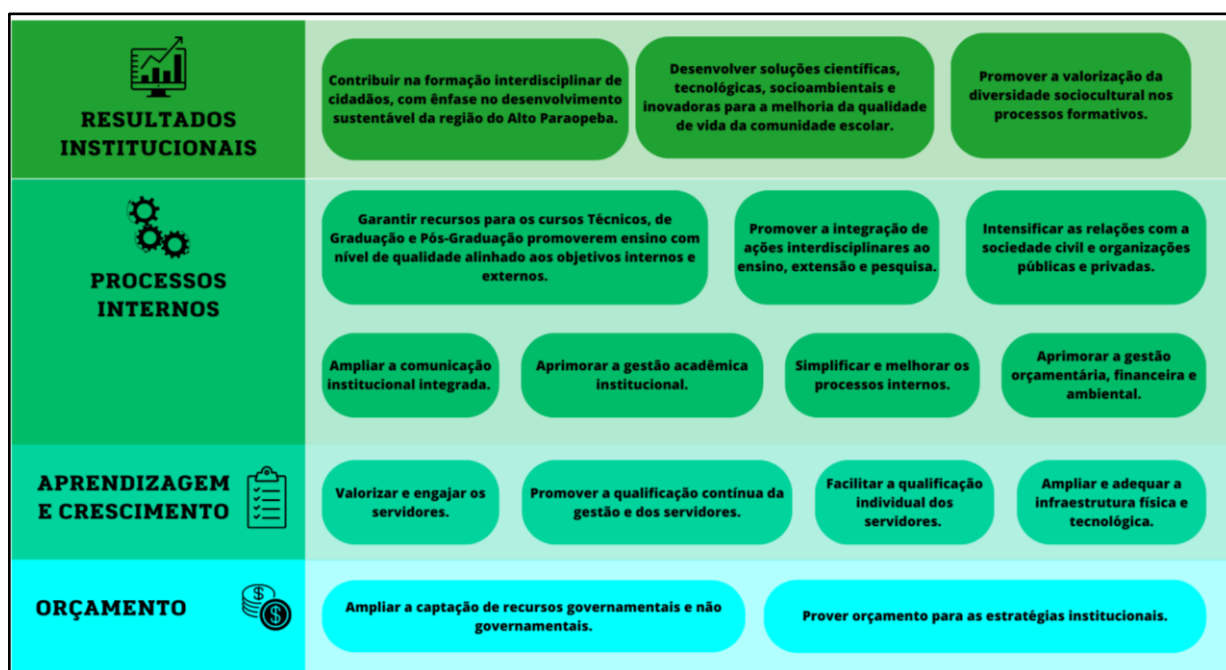 RESULTADOS
INSTITUCIONAIS
Contribuir na formação interdisciplinar de
cidadãos, com ênfase no desenvolvimento
sustentável da região do Alto Paraopeba.
Desenvolver soluções científicas,
tecnológicas, socioambientais e
inovadoras para a melhoria da qualidade
de vida da comunidade escolar.
Promover a valorização da
diversidade sociocultural nos
processos formativos.
PROCESSOS
INTERNOS
Garantir recursos para os cursos Técnicos, de
Graduação e Pós-Graduação promoverem ensino com
nível de qualidade alinhado aos objetivos internos e
externos.
Promover a integração de
ações interdisciplinares ao
ensino, extensão e pesquisa.
Intensificar as relações com a
sociedade civil e organizações
públicas e privadas.
Ampliar a comunicação
institucional integrada.
Aprimorar a gestão acadêmica
institucional.
Simplificar e melhorar os
processos internos.
Aprimorar a gestão
orçamentária, financeira e
ambiental.
APRENDIZAGEM
E CRESCIMENTO
Valorizar e engajar os
servidores.
Promover a qualificação contínua da
gestão e dos servidores.
Facilitar a qualificação
individual dos
servidores.
Ampliar e adequar a
infraestrutura física e
tecnológica.
ORÇAMENTO
$
$
Ampliar a captação de recursos governamentais e não
governamentais.
Prover orçamento para as estratégias institucionais.